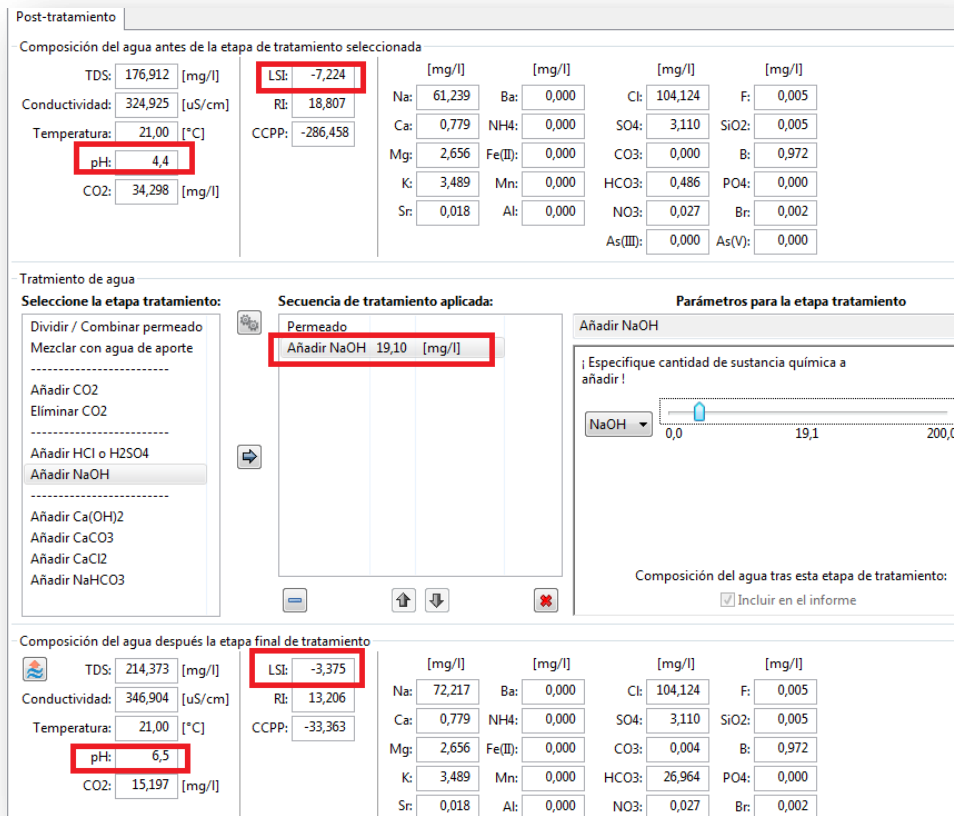 Post-tratamiento
Composición del agua antes de la etapa de tratamiento seleccionada
TDS: 176,912 [mg/l] LSI: -7,224 [mg/l] [mg/l] [mg/l] [mg/l]
Conductividad: 324,925 [uS/cm] RI: 18,807 Na: 61,239 Ba: 0,000 Cl: 104,124 F: 0,005
Temperatura: 21,00 [°C] CCPP: -286,458 Ca: 0,779 NH4: 0,000 SO4: 3,110 SiO2: 0,005
pH: 4,4 Mg: 2,656 Fe(II): 0,000 CO3: 0,000 B: 0,972
CO2: 34,298 [mg/l] K: 3,489 Mn: 0,000 HCO3: 0,486 PO4: 0,000
Sr: 0,018 Al: 0,000 NO3: 0,027 Br: 0,002
As(III): 0,000 As(V): 0,000
Tratmiento de agua
Seleccione la etapa tratamiento: Secuencia de tratamiento aplicada: Parámetros para la etapa tratamiento
Dividir / Combinar permeado Permeado Añadir NaOH
Mezclar con agua de aporte Añadir NaOH 19,10 [mg/l]
-------------------------
¡ Especifique cantidad de sustancia química a
añadir !
Añadir CO2
Elíminar CO2
-------------------------
NaOH 0,0 19,1 200,0
Añadir HCl o H2SO4
Añadir NaOH
-------------------------
Añadir Ca(OH)2
Añadir CaCO3
Añadir CaCl2
Añadir NaHCO3
Composición del agua tras esta etapa de tratamiento:
Incluir en el informe
Composición del agua después la etapa final de tratamiento
TDS: 214,373 [mg/l] LSI: -3,375 [mg/l] [mg/l] [mg/l] [mg/l]
Conductividad: 346,904 [uS/cm] RI: 13,206 Na: 72,217 Ba: 0,000 Cl: 104,124 F: 0,005
Temperatura: 21,00 [°C] CCPP: -33,363 Ca: 0,779 NH4: 0,000 SO4: 3,110 SiO2: 0,005
pH: 6,5 Mg: 2,656 Fe(II): 0,000 CO3: 0,004 B: 0,972
CO2: 15,197 [mg/l] K: 3,489 Mn: 0,000 HCO3: 26,964 PO4: 0,000
Sr: 0,018 Al: 0,000 NO3: 0,027 Br: 0,002